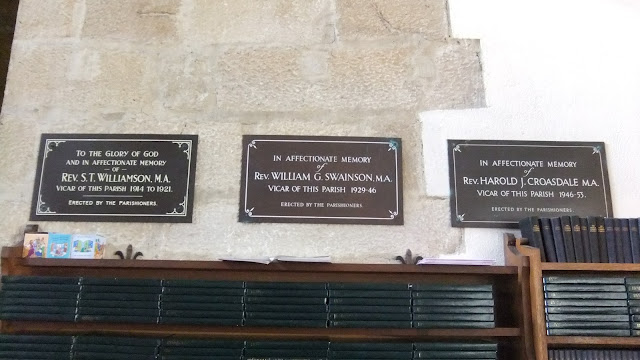 TO THE GLORY OF GOD
AND IN AFFECTIONATE MEMORY
— OF —
REV. S. T. WILLIAMSON, M.A.
VICAR OF THIS PARISH 1914 TO 1921.
ERECTED BY THE PARISHIONERS.
IN AFFECTIONATE MEMORY
of
REV. WILLIAM G. SWAINSON, M.A.
VICAR OF THIS PARISH 1929-46
ERECTED BY THE PARISHIONERS.
IN AFFECTIONATE MEMORY
of
REV. HAROLD J. CROASDALE M.A.
VICAR OF THIS PARISH 1946-53.
ERECTED BY THE PARISHIONERS.